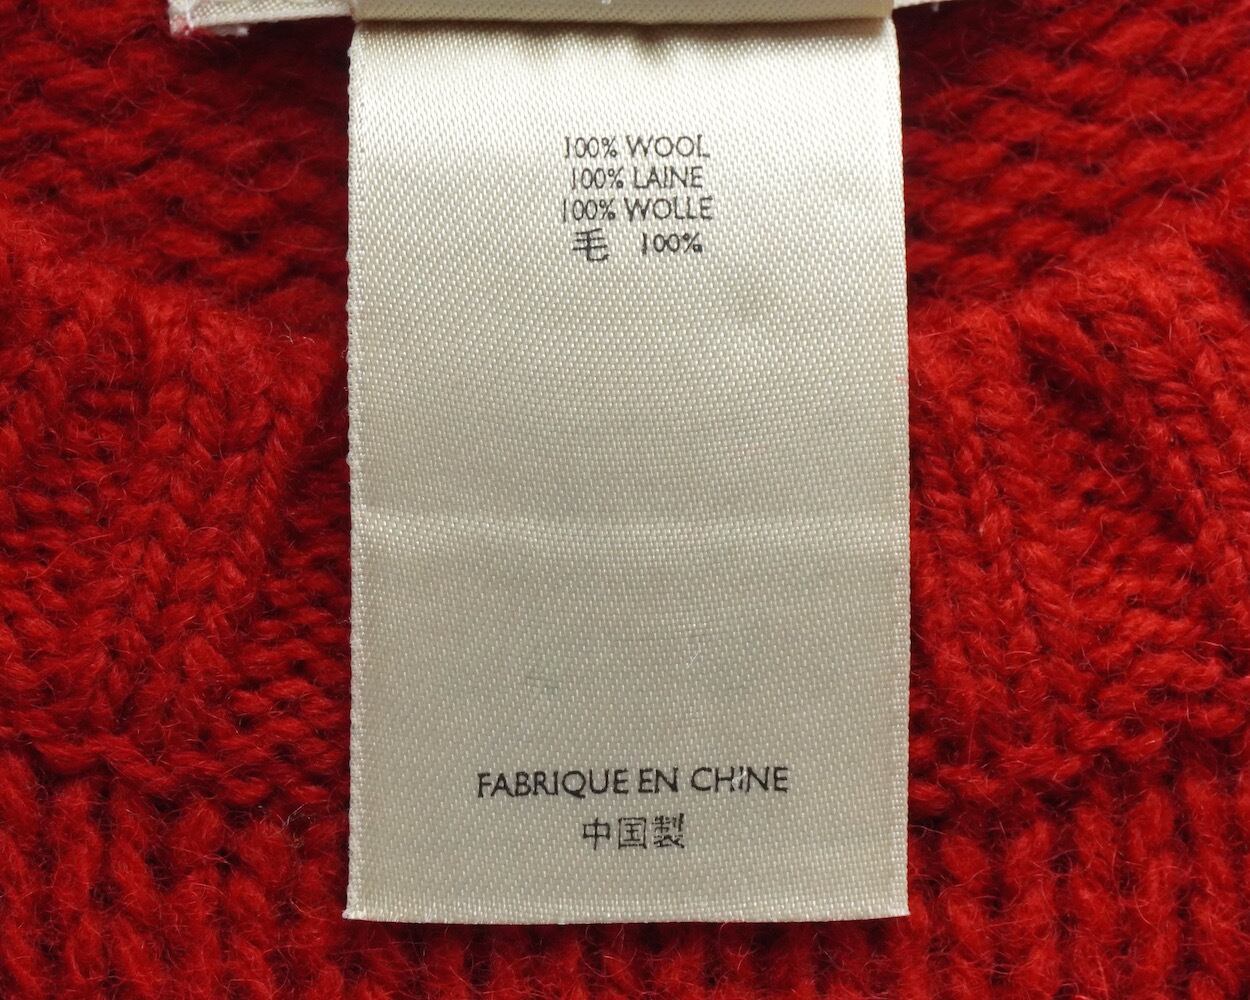 100% WOOL
100% LAINE
100% WOLLE
毛 100%
FABRIQUE EN CHINE
中国製